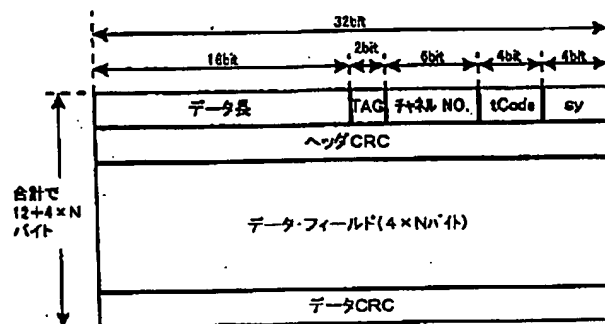 32bit
16bit
2bit
6bit
4bit
4bit
データ長
TAG
チャネル NO.
tCode
sy
ヘッダCRC
合計で
12+4×N
バイト
データ・フィールド(4×Nバイト)
データCRC